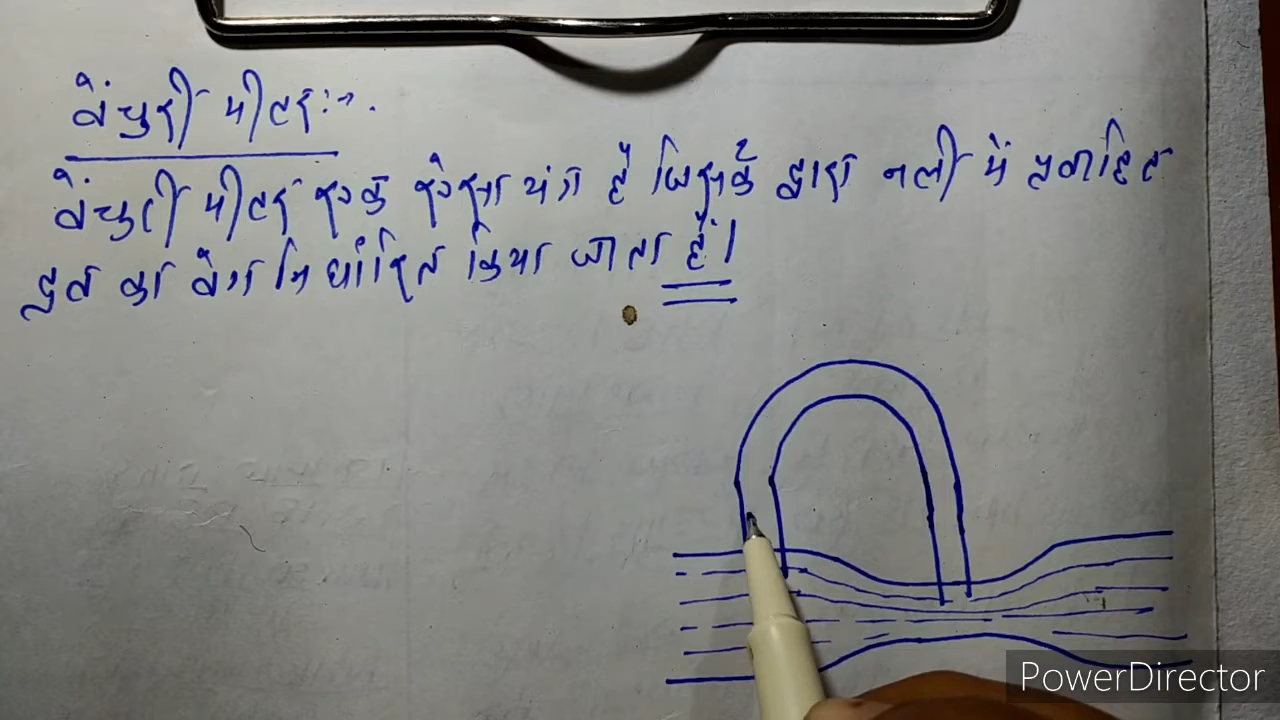 वेंचुरी मीटर:→.
वेंचुरी मीटर एक ऐसा यंत्र है जिसके द्वारा नली में प्रवाहित
द्रव का वेग निर्धारित किया जाता है।
PowerDirector